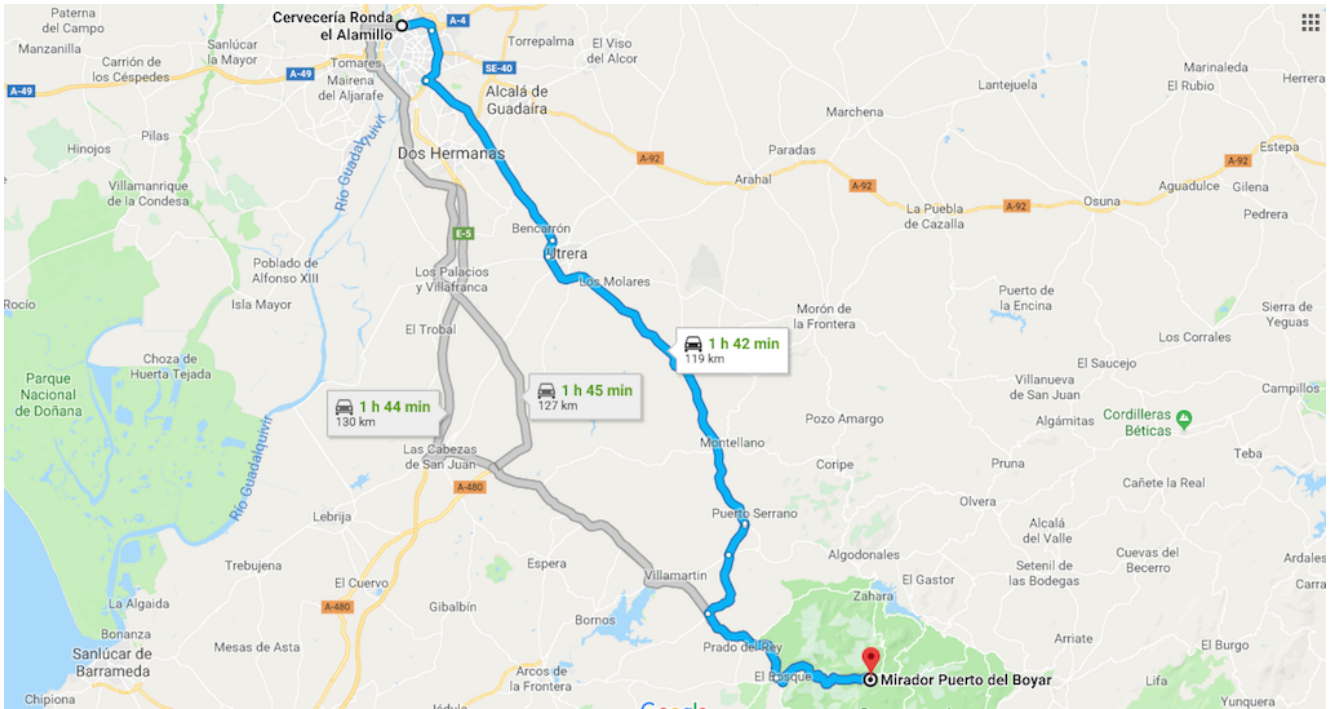 Paterna
del Campo
Manzanilla
Carrión de
los Céspedes
Sanlúcar
la Mayor
Cervecería Ronda
el Alamillo
A-4
Torrepalma
El Viso
del Alcor
Tomares
A-49
A-49
Mairena
del Aljarafe
SE-40
Alcalá de
Guadaíra
Marinaleda
El Rubio
Herrera
Lantejuela
Marchena
Pilas
Hinojos
Río Guadalquivir
Dos Hermanas
A-92
Paradas
Arahal
A-92
Estepa
A-92
Aguadulce
Gilena
Villamanrique
de la Condesa
La Puebla
de Cazalla
A-92
Osuna
Pedrera
Bencarrón
E-5
Utrera
Poblado de
Alfonso XIII
Los Palacios
y Villafranca
Los Molares
Rocío
Isla Mayor
El Trobal
Morón de
la Frontera
Puerto de
la Encina
Sierra de
Yeguas
Los Corrales
1 h 42 min
119 km
Choza de
Huerta Tejada
El Saucejo
Parque
Nacional
de Doñana
1 h 45 min
127 km
1 h 44 min
130 km
Villanueva
de San Juan
Campillos
Pozo Amargo
Algámitas
Cordilleras
Béticas
Río Guadalquivir
Las Cabezas
de San Juan
Montellano
Coripe
Pruna
Teba
A-480
Cañete la Real
Lebrija
Puerto Serrano
Olvera
Alcalá
del Valle
Trebujena
Espera
Algodonales
Cuevas del
Becerro
Ardales
El Cuervo
Villamartin
El Gastor
Setenil de
las Bodegas
Carra
La Algaida
A-480
Gibalbín
Zahara
Bornos
Bonanza
Mesas de Asta
Prado del Rey
Arriate
El Burgo
Sanlúcar de
Barrameda
Arcos de
la Frontera
El Bosque
Mirador Puerto del Boyar
Lifa
Yunquera
Chipiona
Google